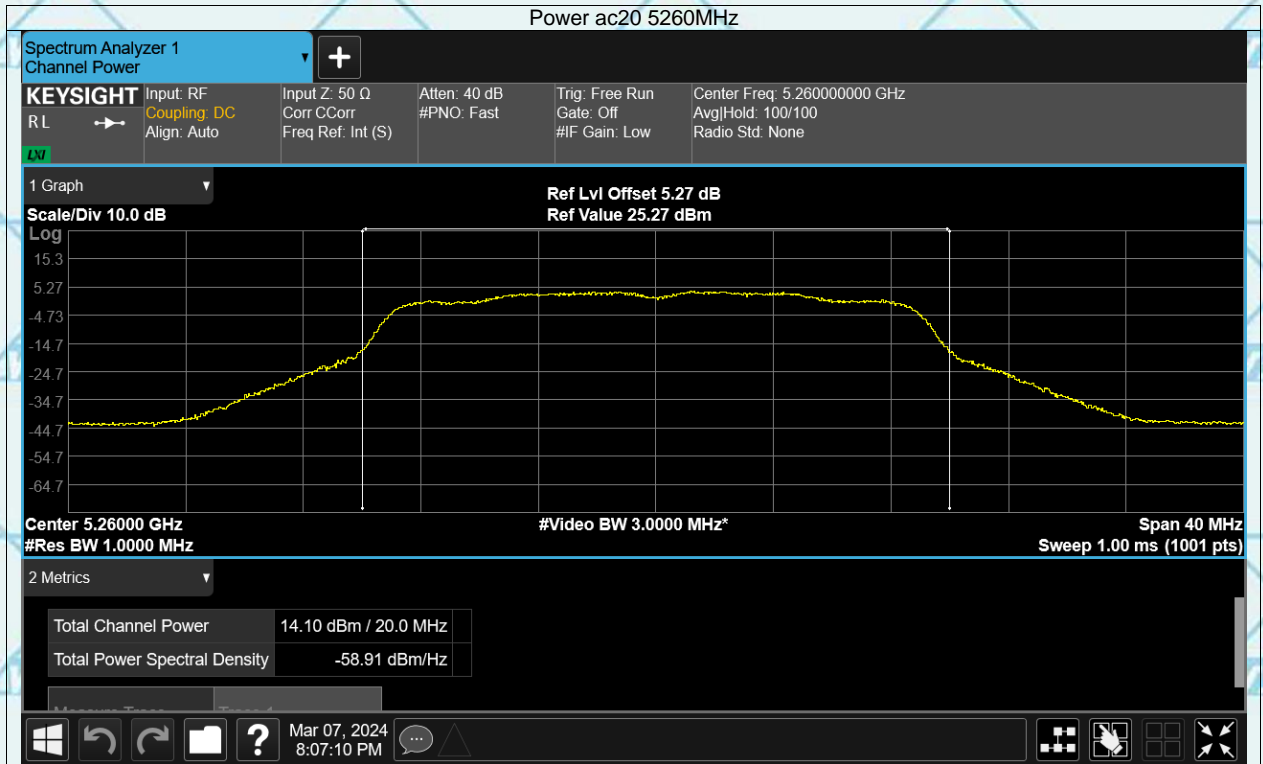 Power ac20 5260MHz
Spectrum Analyzer 1
Channel Power
KEYSIGHT
RL
LXI
Input: RF
Coupling: DC
Align: Auto
Input Z: 50 Ω
Corr CCorr
Freq Ref: Int (S)
Atten: 40 dB
#PNO: Fast
Trig: Free Run
Gate: Off
#IF Gain: Low
Center Freq: 5.260000000 GHz
Avg|Hold: 100/100
Radio Std: None
1 Graph
Scale/Div 10.0 dB
Ref Lvl Offset 5.27 dB
Ref Value 25.27 dBm
Log
15.3
5.27
-4.73
-14.7
-24.7
-34.7
-44.7
-54.7
-64.7
Center 5.26000 GHz
#Res BW 1.0000 MHz
#Video BW 3.0000 MHz*
Span 40 MHz
Sweep 1.00 ms (1001 pts)
2 Metrics
Total Channel Power 14.10 dBm / 20.0 MHz
Total Power Spectral Density -58.91 dBm/Hz
Measure Trace Trace 1
Mar 07, 2024
8:07:10 PM